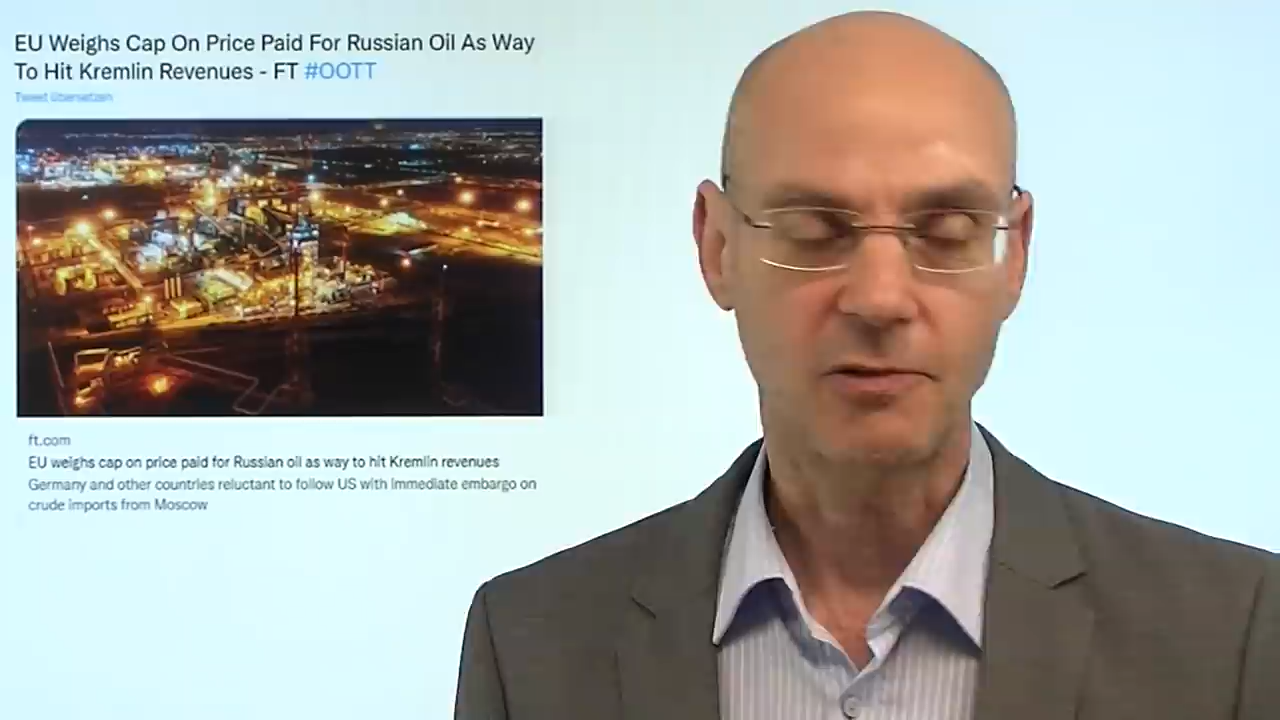 EU Weighs Cap On Price Paid For Russian Oil As Way
To Hit Kremlin Revenues - FT #OOTT
Tweet übersetzen
ft.com
EU weighs cap on price paid for Russian oil as way to hit Kremlin revenues
Germany and other countries reluctant to follow US with immediate embargo on
crude imports from Moscow